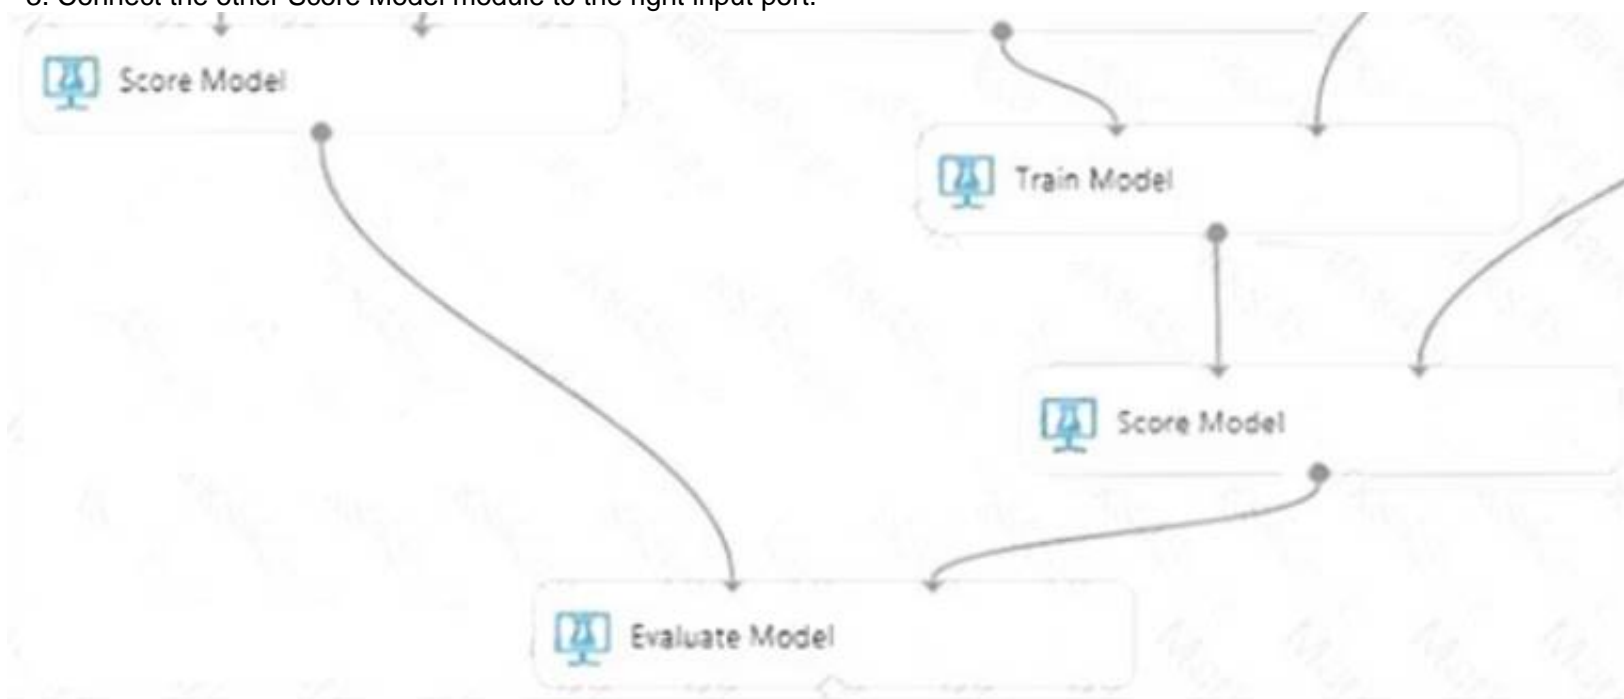 Connect the other Score Model module to the right input port.
Score Model
Train Model
Score Model
Evaluate Model